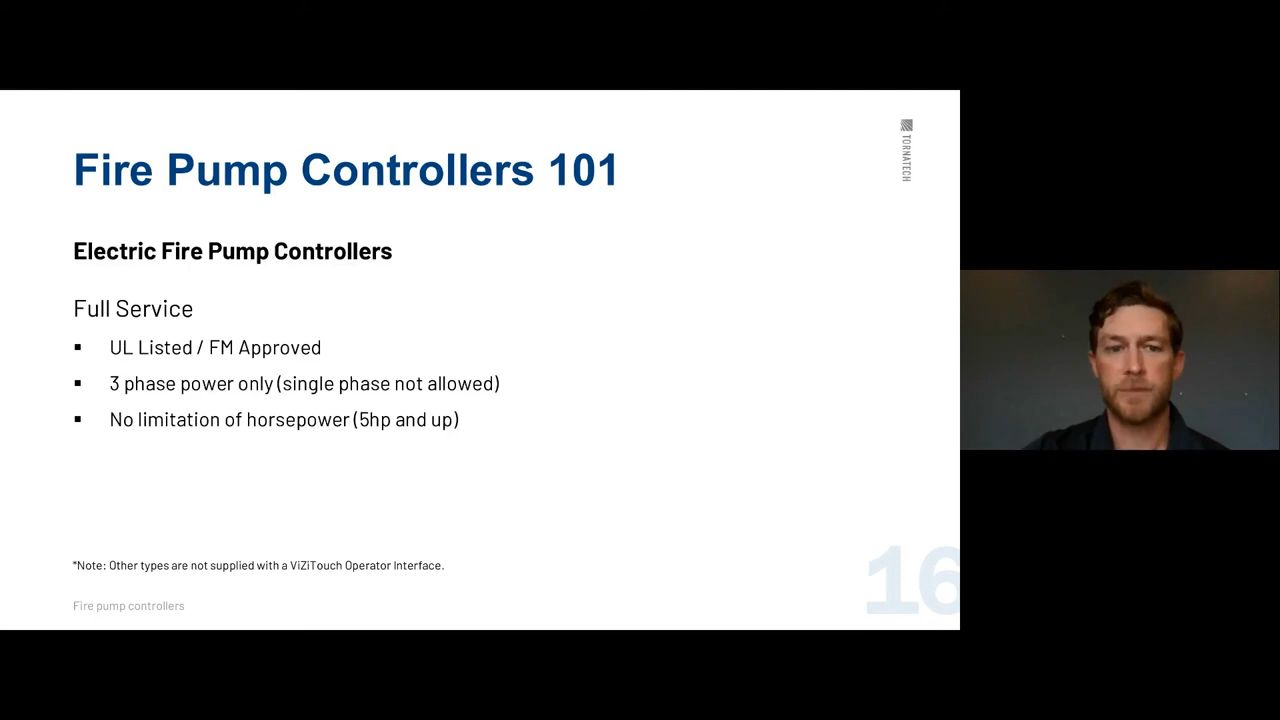 Fire Pump Controllers 101
TORNATECH
Electric Fire Pump Controllers
Full Service
▪ UL Listed / FM Approved
▪ 3 phase power only (single phase not allowed)
▪ No limitation of horsepower (5hp and up)
*Note: Other types are not supplied with a ViZiTouch Operator Interface.
Fire pump controllers
16